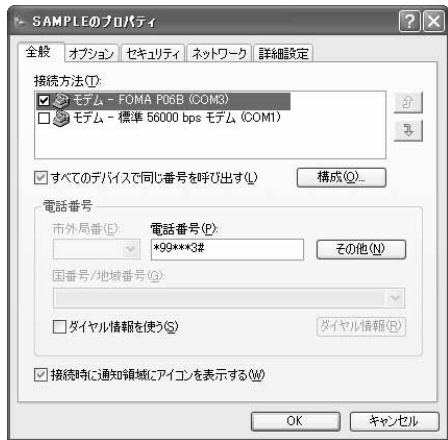 SAMPLEのプロパティ
全般 オプション セキュリティ ネットワーク 詳細設定
接続方法(T):
モデム - FOMA P06B (COM3)
モデム - 標準 56000 bps モデム (COM1)
すべてのデバイスで同じ番号を呼び出す(L) 構成(O)...
電話番号
市外局番(E): 電話番号(P):
*99***3# その他(N)
国番号/地域番号(G):
ダイヤル情報を使う(S) ダイヤル情報(R)
接続時に通知領域にアイコンを表示する(W)
OK キャンセル